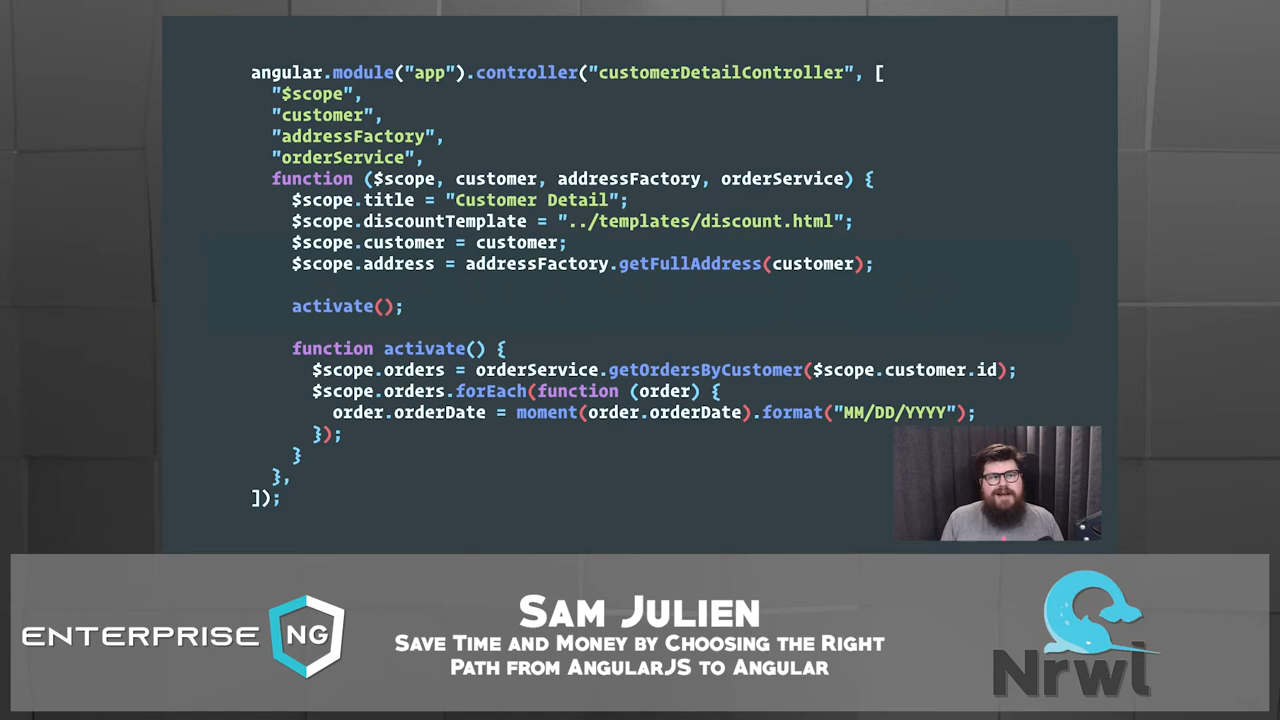 angular.module("app").controller("customerDetailController", [
"$scope",
"customer",
"addressFactory",
"orderService",
function ($scope, customer, addressFactory, orderService) {
$scope.title = "Customer Detail";
$scope.discountTemplate = "../templates/discount.html";
$scope.customer = customer;
$scope.address = addressFactory.getFullAddress(customer);
activate();
function activate() {
$scope.orders = orderService.getOrdersByCustomer($scope.customer.id);
$scope.orders.forEach(function (order) {
order.orderDate = moment(order.orderDate).format("MM/DD/YYYY");
});
}
},
]);
ENTERPRISE NG
SAM JULIEN
SAVE TIME AND MONEY BY CHOOSING THE RIGHT
PATH FROM ANGULARJS TO ANGULAR
Nrwl